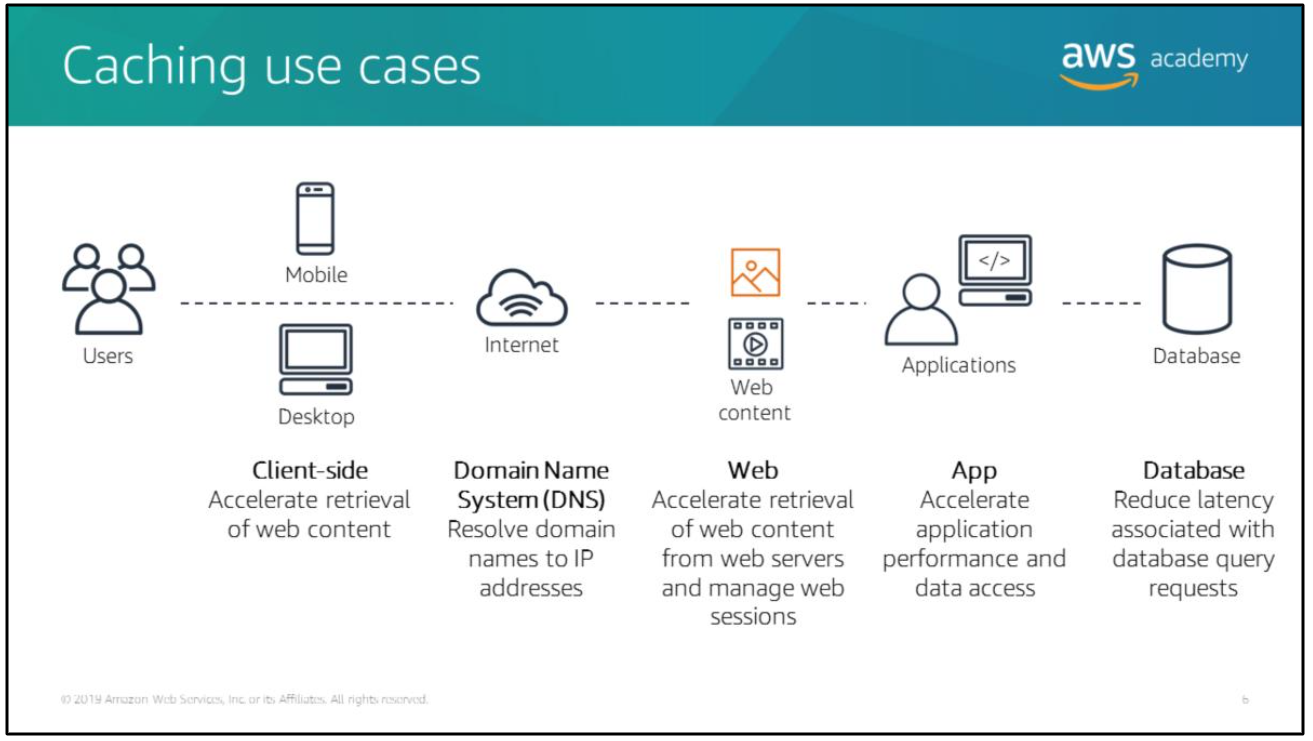 Caching use cases
aws academy
Mobile
</>
Users
Internet
Applications
Database
Web
content
Desktop
Client-side
Accelerate retrieval
of web content
Domain Name
System (DNS)
Resolve domain
names to IP
addresses
Web
Accelerate retrieval
of web content
from web servers
and manage web
sessions
App
Accelerate
application
performance and
data access
Database
Reduce latency
associated with
database query
requests
© 2019 Amazon Web Services, Inc. or its Affiliates. All rights reserved.
6